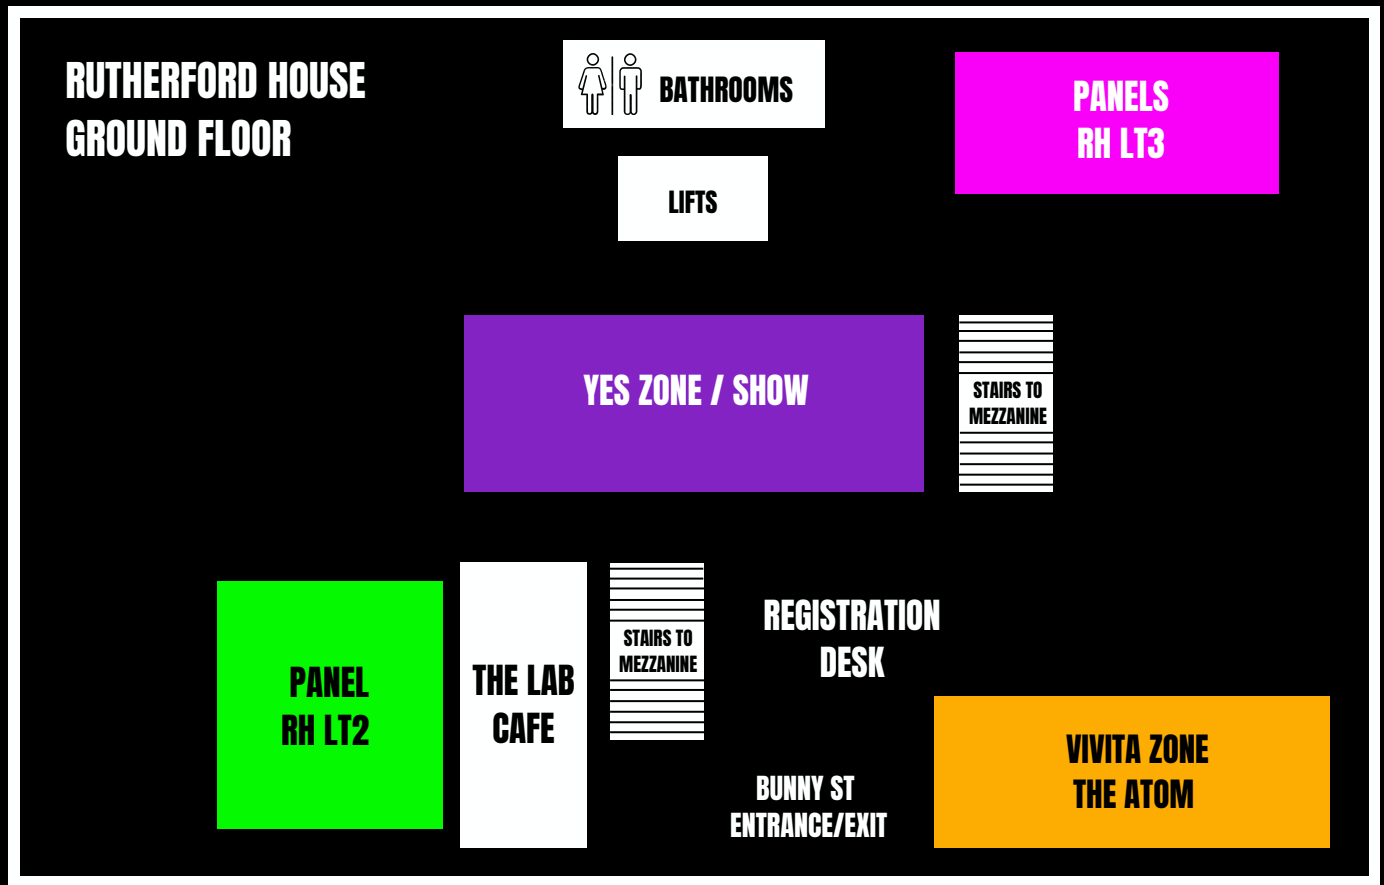 RUTHERFORD HOUSE
GROUND FLOOR
BATHROOMS
PANELS
RH LT3
LIFTS
YES ZONE / SHOW
STAIRS TO
MEZZANINE
PANEL
RH LT2
THE LAB
CAFE
STAIRS TO
MEZZANINE
REGISTRATION
DESK
BUNNY ST
ENTRANCE/EXIT
VIVITA ZONE
THE ATOM